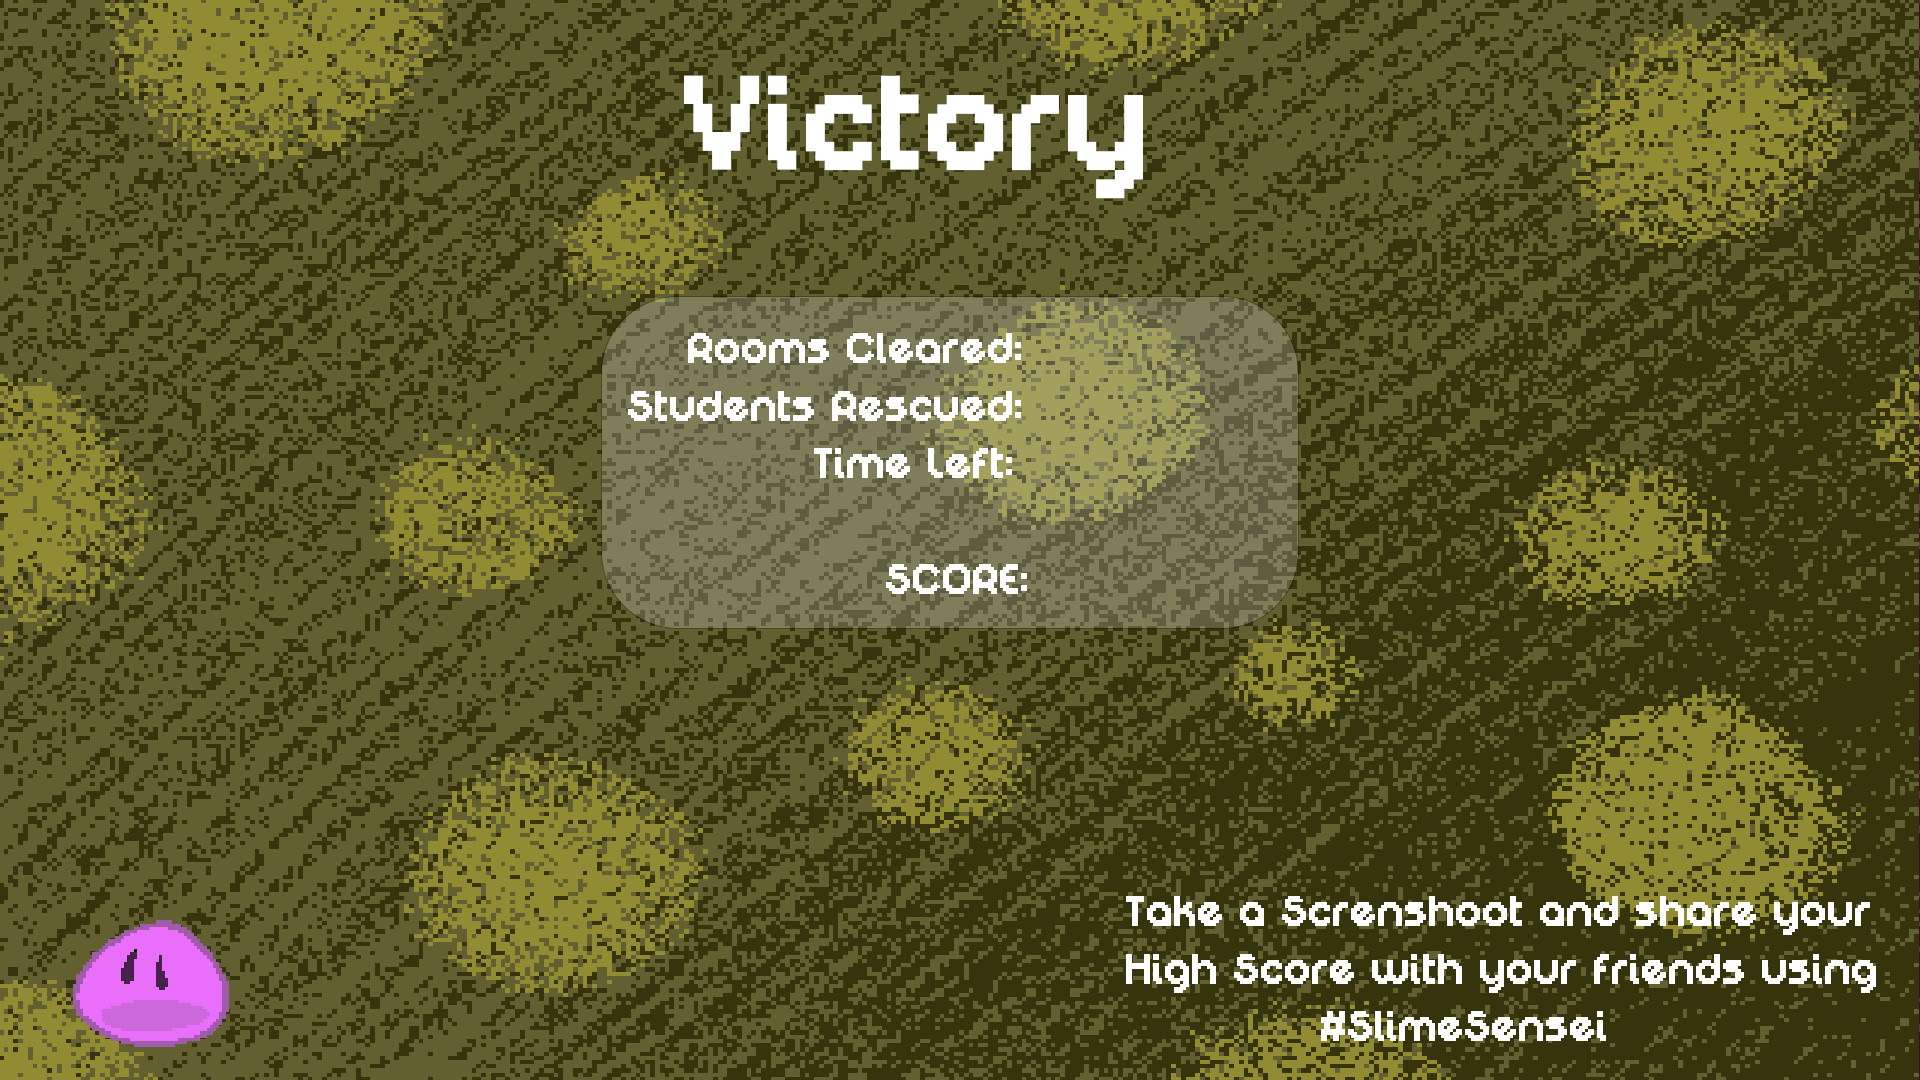 Victory
Rooms Cleared:
Students Rescued:
Time Left:
SCORE:
Take a Screnshoot and share your
High Score with your friends using
#SlimeSensei